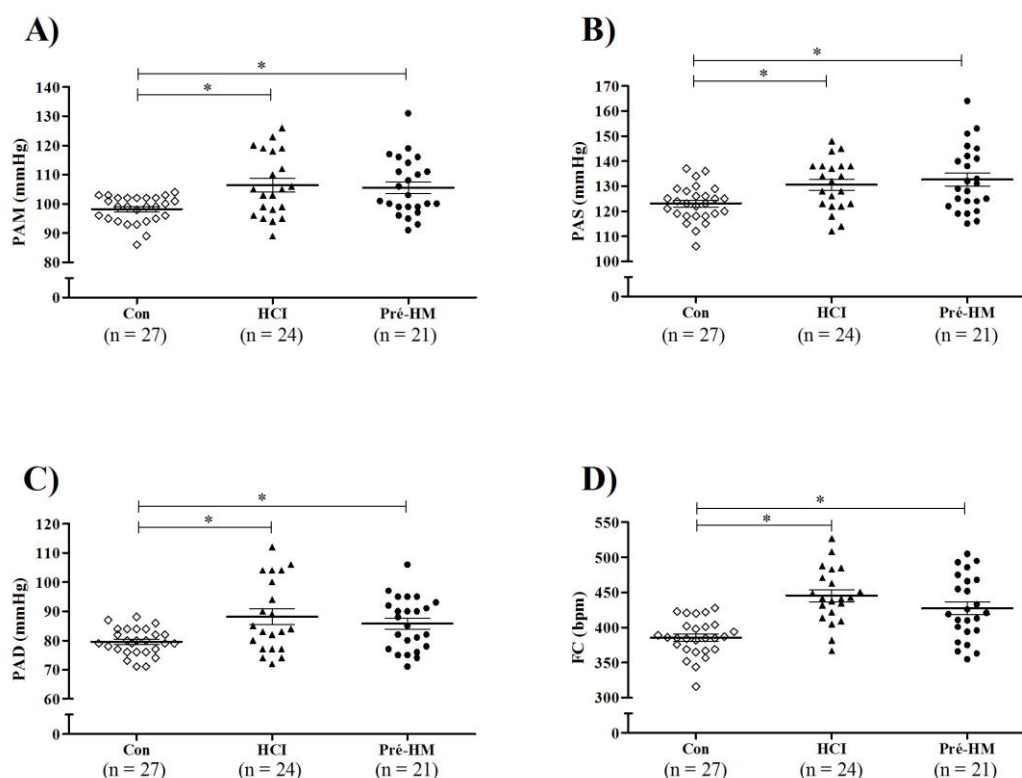 A)
*
*
PAM (mmHg)
140
130
120
110
100
90
80
0
Con HCI Pré-HM
(n = 27) (n = 24) (n = 21)
B)
*
*
PAS (mmHg)
170
160
150
140
130
120
110
100
0
Con HCI Pré-HM
(n = 27) (n = 24) (n = 21)
C)
*
*
PAD (mmHg)
120
110
100
90
80
70
60
0
Con HCI Pré-HM
(n = 27) (n = 24) (n = 21)
D)
*
*
FC (bpm)
550
500
450
400
350
300
0
Con HCI Pré-HM
(n = 27) (n = 24) (n = 21)